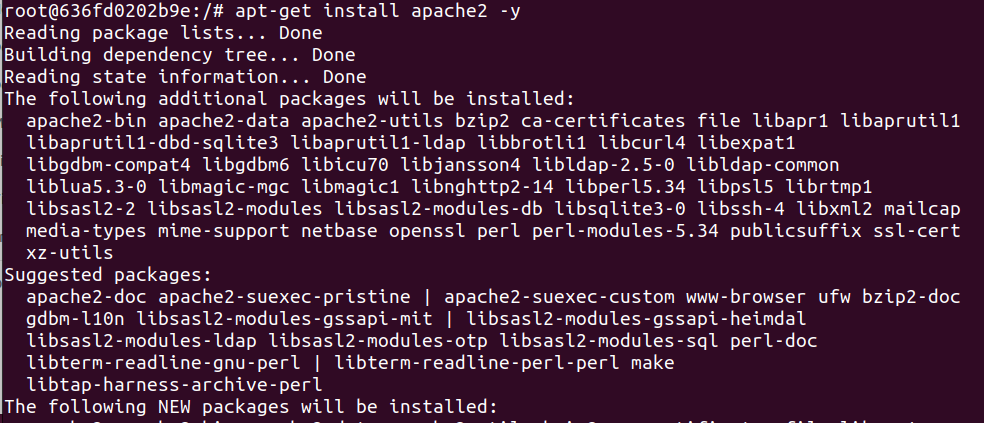 root@636fd0202b9e:/# apt-get install apache2 -y
Reading package lists... Done
Building dependency tree... Done
Reading state information... Done
The following additional packages will be installed:
apache2-bin apache2-data apache2-utils bzip2 ca-certificates file libapr1 libaprutil1
libaprutil1-dbd-sqlite3 libaprutil1-ldap libbrotli1 libcurl4 libexpat1
libgdbm-compat4 libgdbm6 libicu70 libjansson4 libldap-2.5-0 libldap-common
liblua5.3-0 libmagic-mgc libmagic1 libnghttp2-14 libperl5.34 libpsl5 librtmp1
libsasl2-2 libsasl2-modules libsasl2-modules-db libsqlite3-0 libssh-4 libxml2 mailcap
media-types mime-support netbase openssl perl perl-modules-5.34 publicsuffix ssl-cert
xz-utils
Suggested packages:
apache2-doc apache2-suexec-pristine | apache2-suexec-custom www-browser ufw bzip2-doc
gdbm-l10n libsasl2-modules-gssapi-mit | libsasl2-modules-gssapi-heimdal
libsasl2-modules-ldap libsasl2-modules-otp libsasl2-modules-sql perl-doc
libterm-readline-gnu-perl | libterm-readline-perl-perl make
libtap-harness-archive-perl
The following NEW packages will be installed: